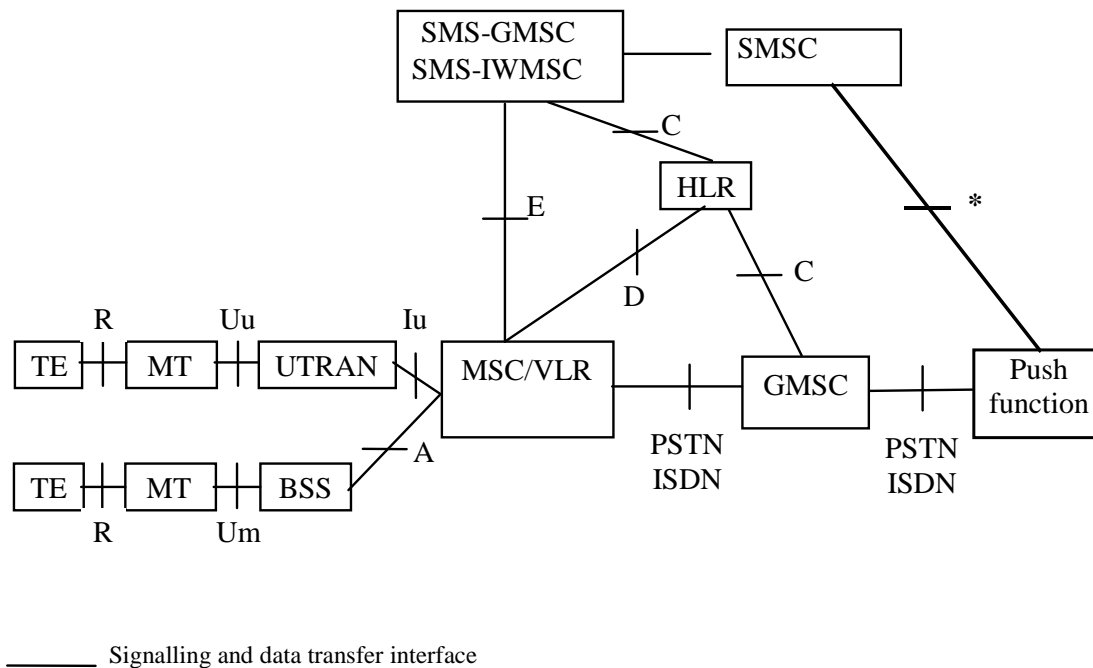 SMS-GMSC
SMS-IWMSC
SMSC
C
HLR
E
*
D
C
R
Uu
Iu
TE
MT
UTRAN
MSC/VLR
GMSC
Push
function
A
PSTN
ISDN
PSTN
ISDN
TE
MT
BSS
R
Um
Signalling and data transfer interface